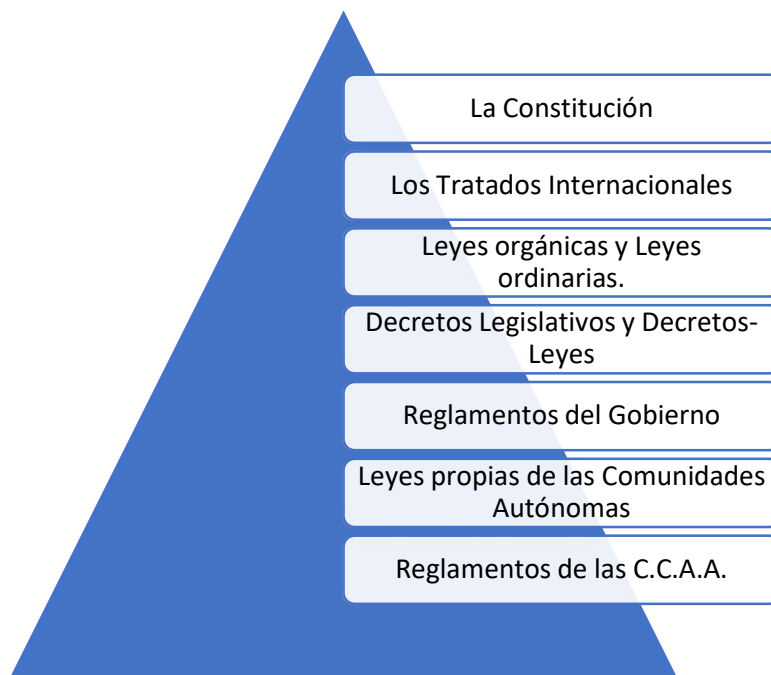 La Constitución
Los Tratados Internacionales
Leyes orgánicas y Leyes
ordinarias.
Decretos Legislativos y Decretos-
Leyes
Reglamentos del Gobierno
Leyes propias de las Comunidades
Autónomas
Reglamentos de las C.C.A.A.